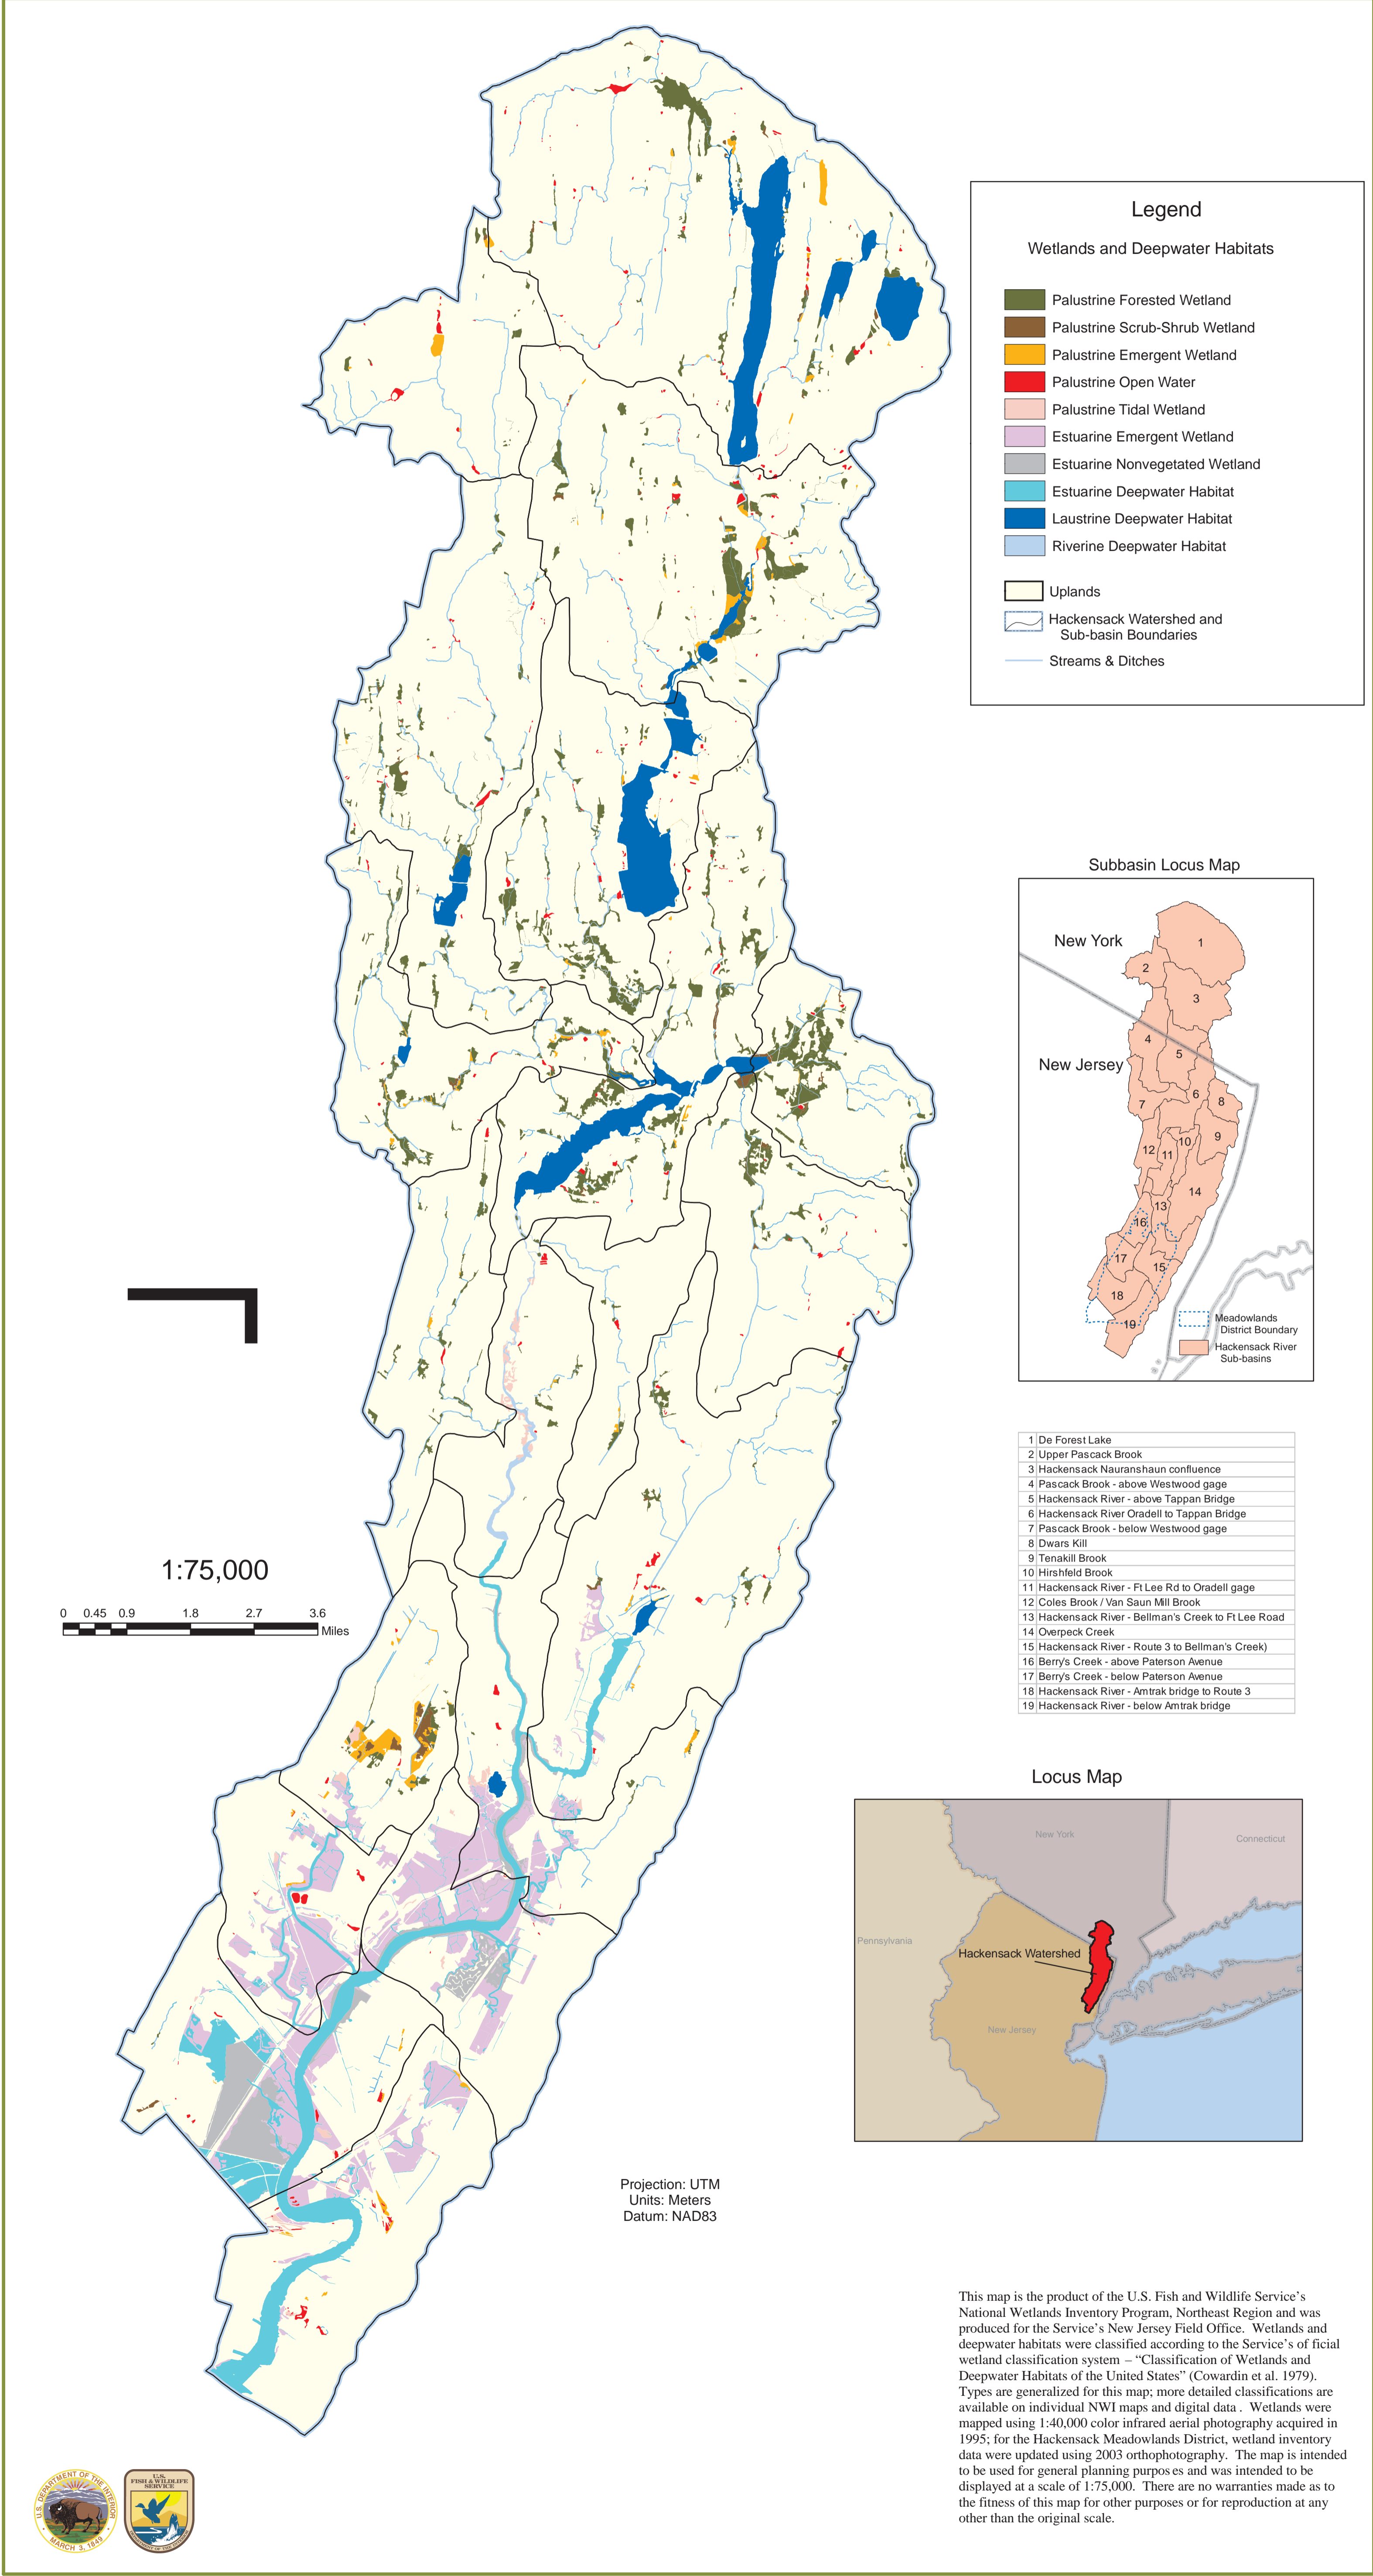 Legend
Wetlands and Deepwater Habitats
Palustrine Forested Wetland
Palustrine Scrub-Shrub Wetland
Palustrine Emergent Wetland
Palustrine Open Water
Palustrine Tidal Wetland
Estuarine Emergent Wetland
Estuarine Nonvegetated Wetland
Estuarine Deepwater Habitat
Laustrine Deepwater Habitat
Riverine Deepwater Habitat
Uplands
Hackensack Watershed and
Sub-basin Boundaries
Streams & Ditches
Subbasin Locus Map
New York
New Jersey
1
2
3
4
5
6
7
8
9
10
11
12
13
14
15
16
17
18
19
Meadowlands
District Boundary
Hackensack River
Sub-basins
1 De Forest Lake
2 Upper Pascack Brook
3 Hackensack Nauranshaun confluence
4 Pascack Brook - above Westwood gage
5 Hackensack River - above Tappan Bridge
6 Hackensack River Oradell to Tappan Bridge
7 Pascack Brook - below Westwood gage
8 Dwars Kill
9 Tenakill Brook
10 Hirshfeld Brook
11 Hackensack River - Ft Lee Rd to Oradell gage
12 Coles Brook / Van Saun Mill Brook
13 Hackensack River - Bellman's Creek to Ft Lee Road
14 Overpeck Creek
15 Hackensack River - Route 3 to Bellman's Creek)
16 Berry's Creek - above Paterson Avenue
17 Berry's Creek - below Paterson Avenue
18 Hackensack River - Amtrak bridge to Route 3
19 Hackensack River - below Amtrak bridge
1:75,000
0 0.45 0.9 1.8 2.7 3.6
Miles
Locus Map
New York
Connecticut
Pennsylvania
Hackensack Watershed
New Jersey
Projection: UTM
Units: Meters
Datum: NAD83
This map is the product of the U.S. Fish and Wildlife Service's
National Wetlands Inventory Program, Northeast Region and was
produced for the Service's New Jersey Field Office. Wetlands and
deepwater habitats were classified according to the Service's of ficial
wetland classification system – “Classification of Wetlands and
Deepwater Habitats of the United States” (Cowardin et al. 1979).
Types are generalized for this map; more detailed classifications are
available on individual NWI maps and digital data . Wetlands were
mapped using 1:40,000 color infrared aerial photography acquired in
1995; for the Hackensack Meadowlands District, wetland inventory
data were updated using 2003 orthophotography. The map is intended
to be used for general planning purpos es and was intended to be
displayed at a scale of 1:75,000. There are no warranties made as to
the fitness of this map for other purposes or for reproduction at any
other than the original scale.
U.S. DEPARTMENT OF THE INTERIOR
MARCH 3, 1849
U.S.
FISH & WILDLIFE
SERVICE
DEPARTMENT OF THE INTERIOR